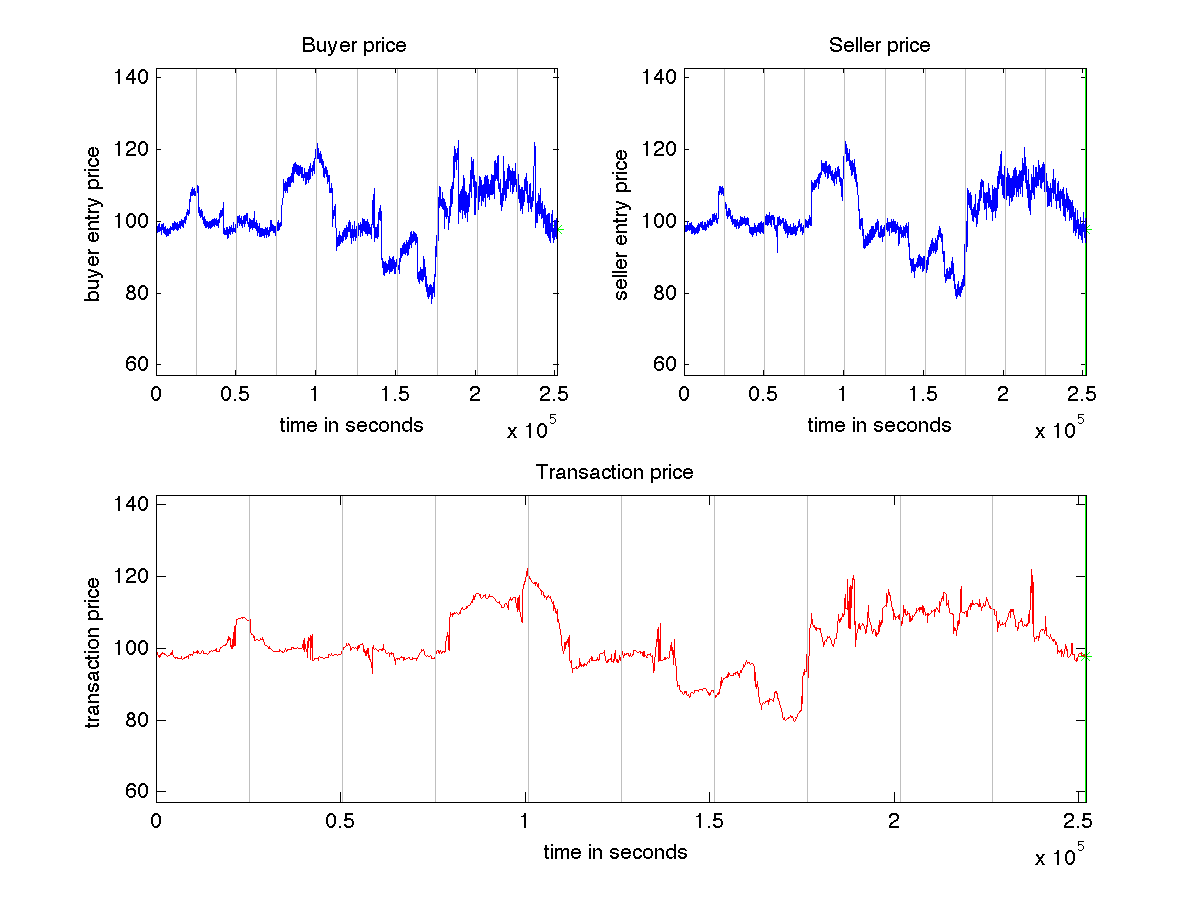 Buyer price
Seller price
140
120
100
80
60
buyer entry price
0 0.5 1 1.5 2 2.5
time in seconds
x 10^5
140
120
100
80
60
seller entry price
0 0.5 1 1.5 2 2.5
time in seconds
x 10^5
Transaction price
140
120
100
80
60
transaction price
0 0.5 1 1.5 2 2.5
time in seconds
x 10^5